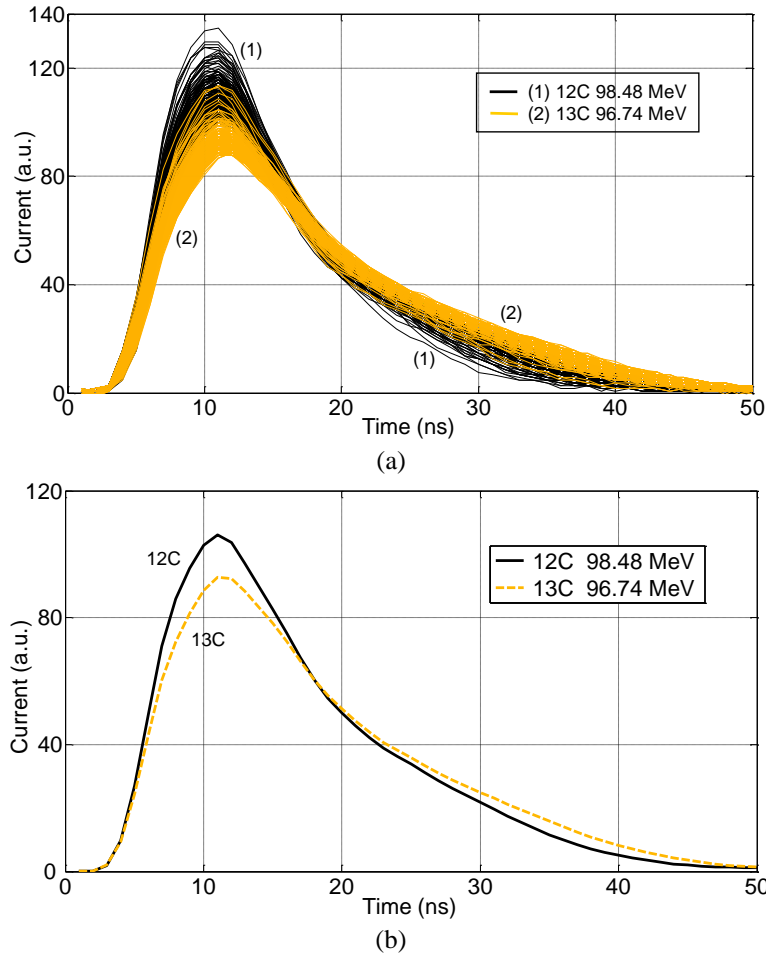 140
120
80
40
0
Current (a.u.)
(1)
(2)
(1) 12C 98.48 MeV
(2) 13C 96.74 MeV
(2)
(1)
0 10 20 30 40 50
Time (ns)
(a)
120
80
40
0
Current (a.u.)
12C
13C
12C 98.48 MeV
13C 96.74 MeV
0 10 20 30 40 50
Time (ns)
(b)